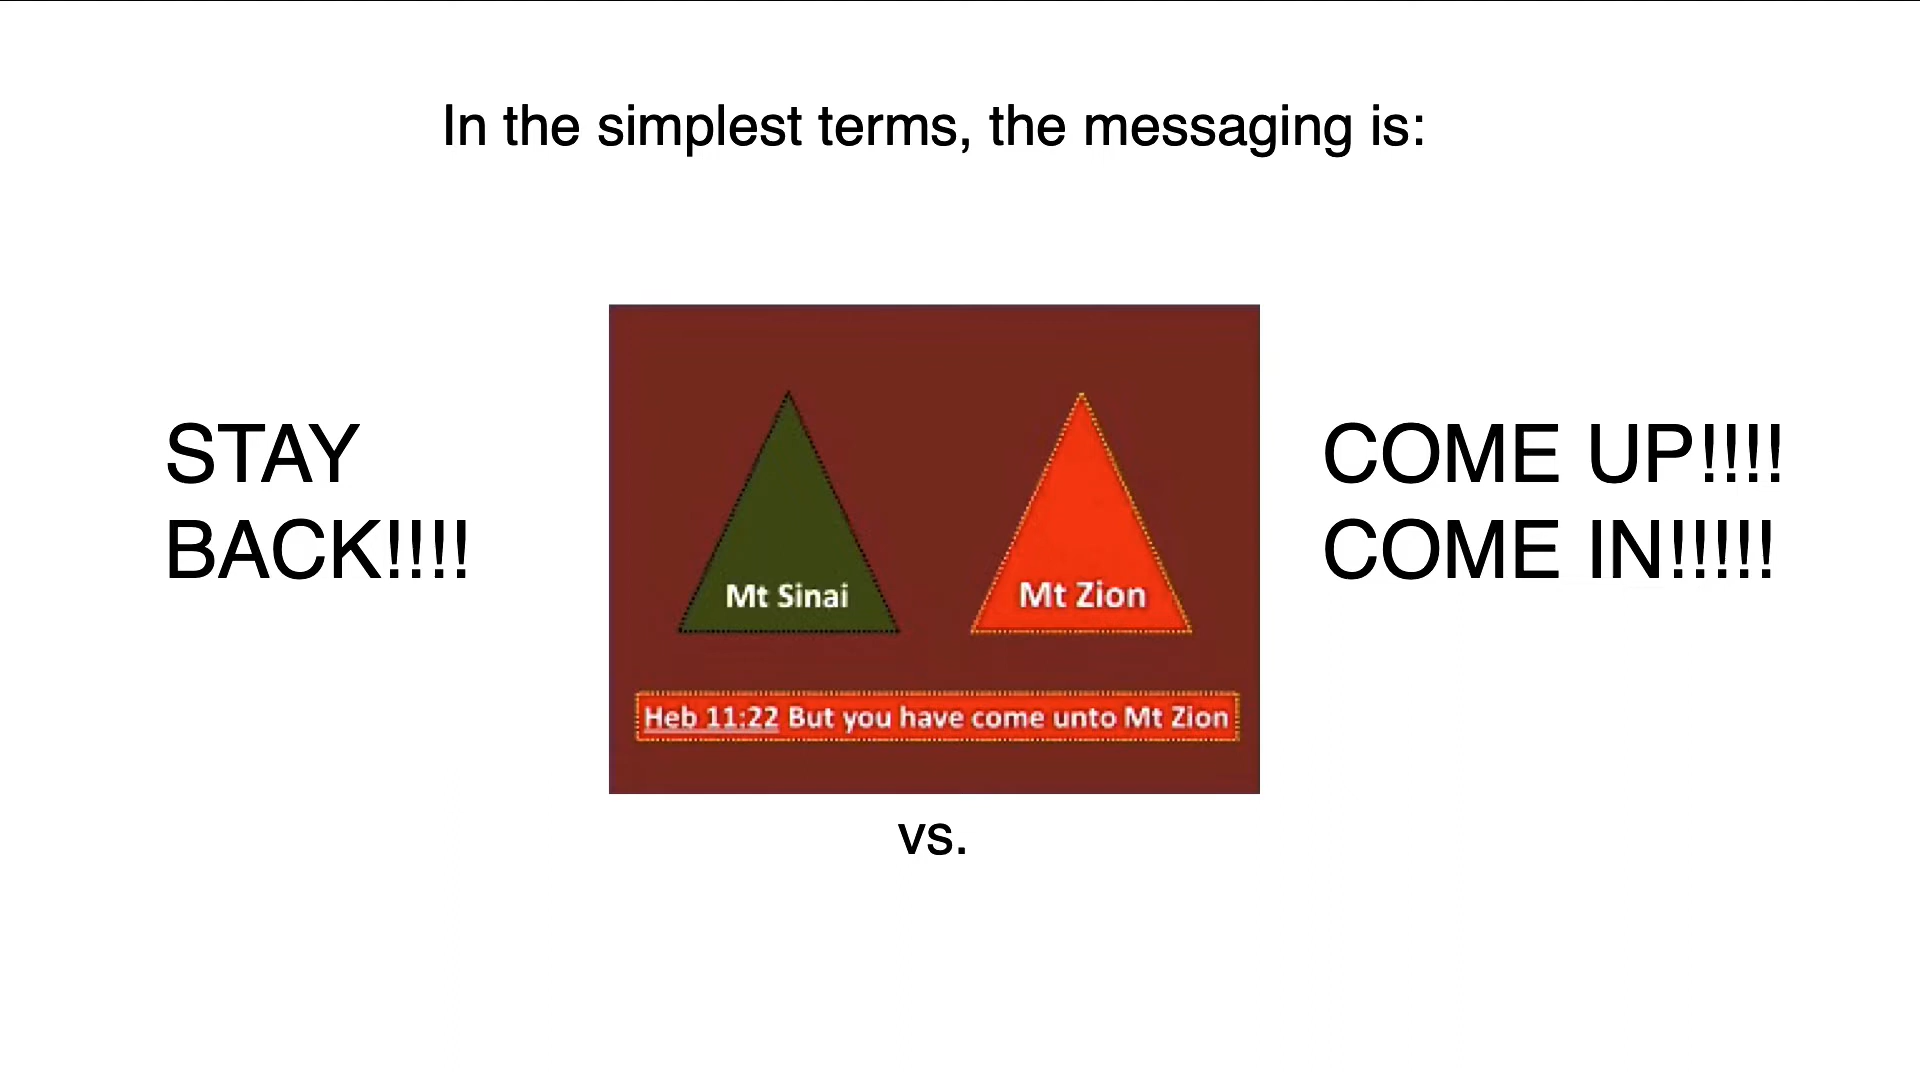 In the simplest terms, the messaging is:
STAY
BACK!!!!
Mt Sinai
Mt Zion
Heb 11:22 But you have come unto Mt Zion
COME UP!!!!
COME IN!!!!!
vs.